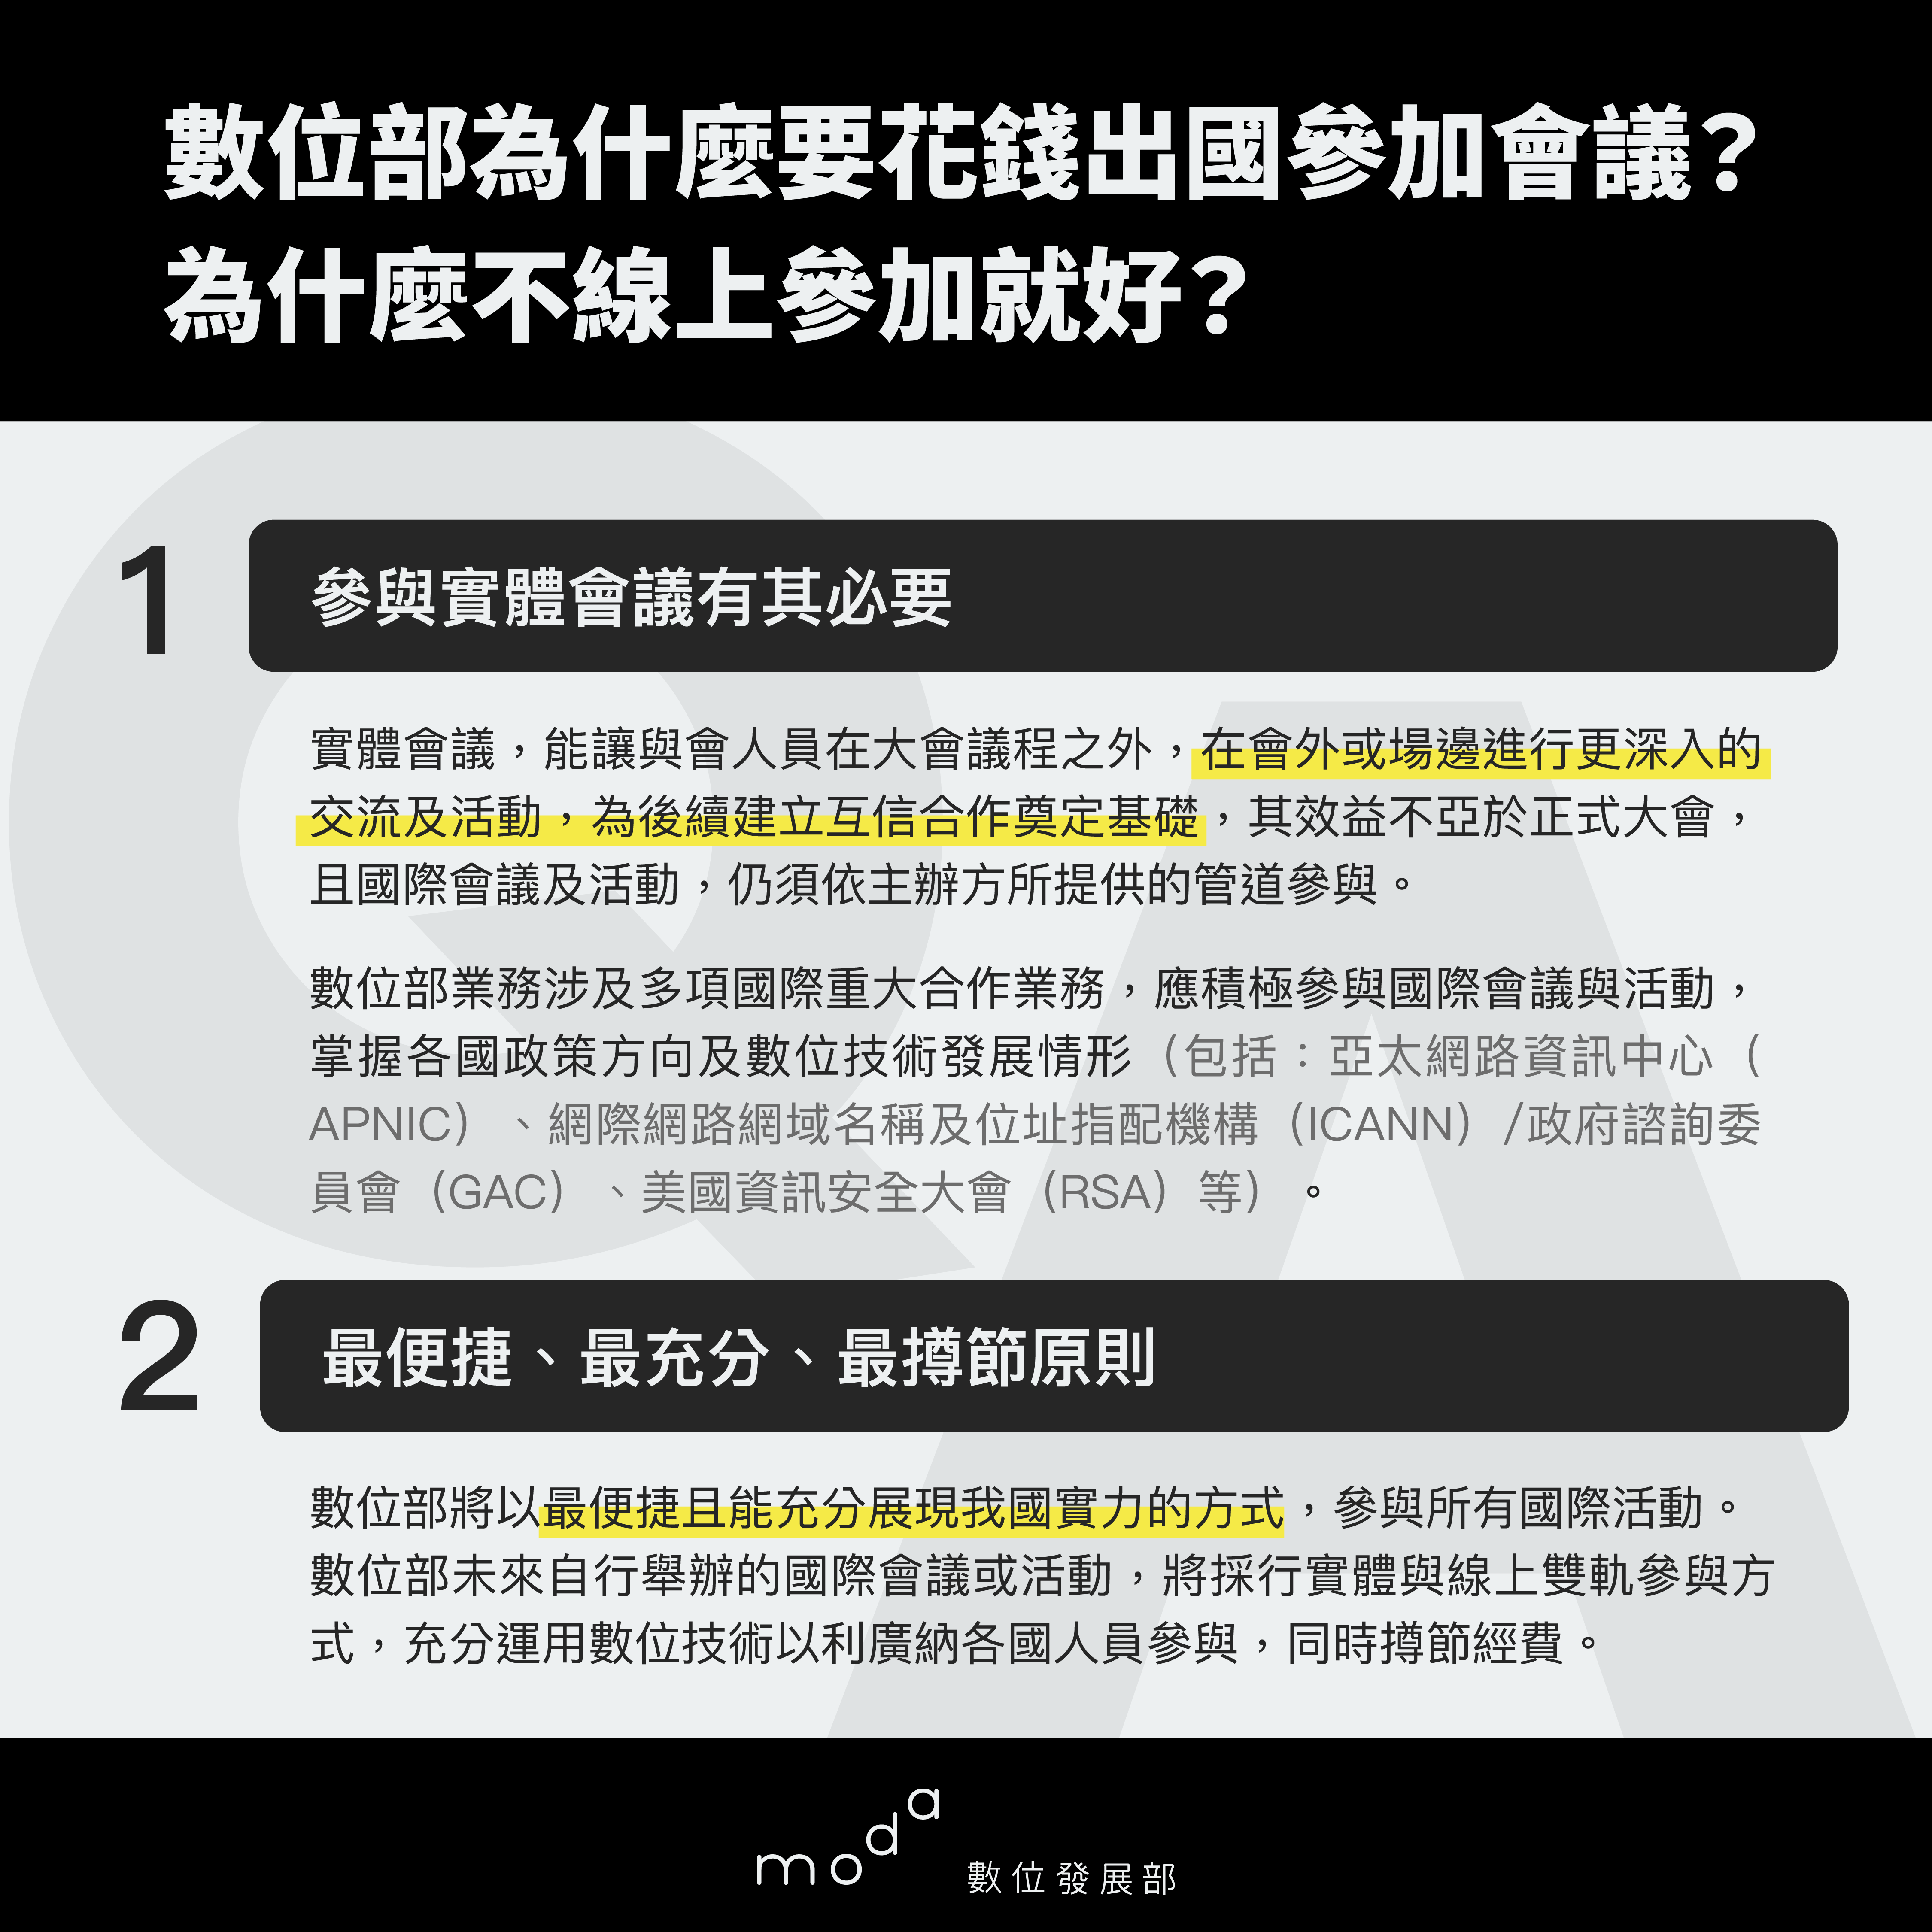 數位部為什麼要花錢出國參加會議？
為什麼不線上參加就好？
1
參與實體會議有其必要
實體會議，能讓與會人員在大會議程之外，在會外或場邊進行更深入的
交流及活動，為後續建立互信合作奠定基礎，其效益不亞於正式大會，
且國際會議及活動，仍須依主辦方所提供的管道參與。
數位部業務涉及多項國際重大合作業務，應積極參與國際會議與活動，
掌握各國政策方向及數位技術發展情形（包括：亞太網路資訊中心（
APNIC）、網際網路網域名稱及位址指配機構（ICANN）/政府諮詢委
員會（GAC）、美國資訊安全大會（RSA）等）。
2
最便捷、最充分、最撙節原則
數位部將以最便捷且能充分展現我國實力的方式，參與所有國際活動。
數位部未來自行舉辦的國際會議或活動，將採行實體與線上雙軌參與方
式，充分運用數位技術以利廣納各國人員參與，同時撙節經費。
moda 數位發展部